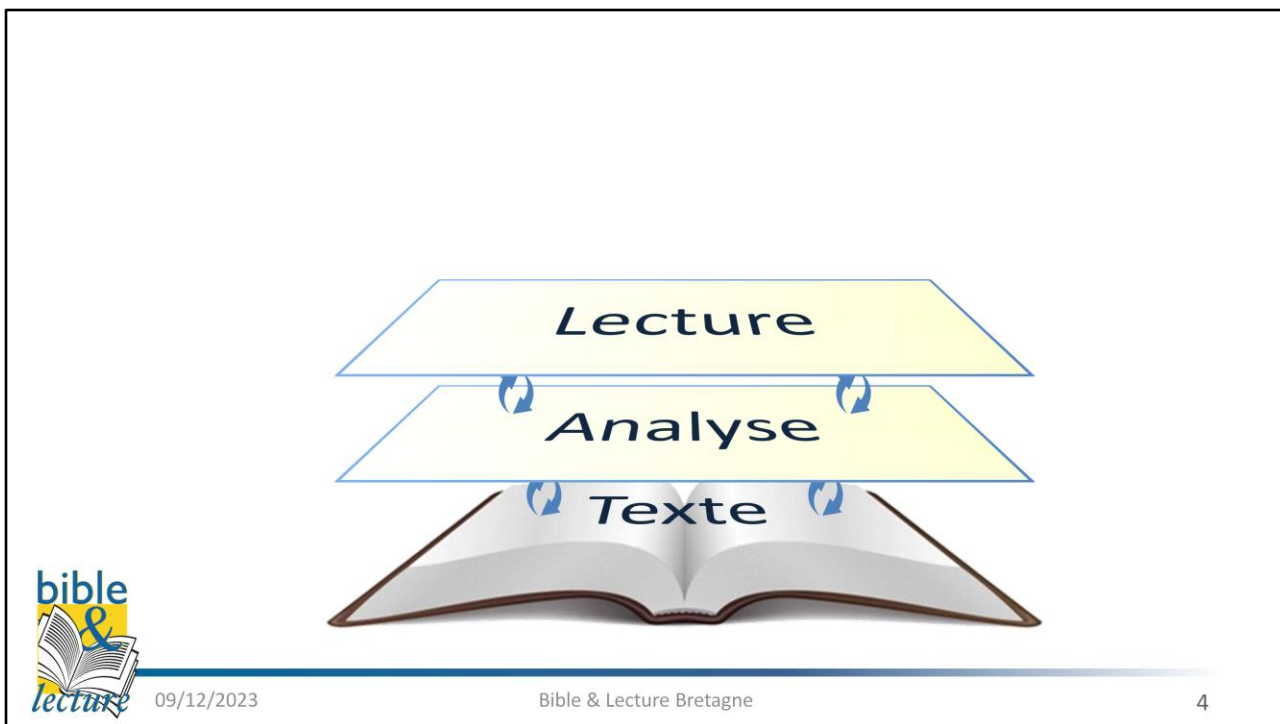 Lecture
Analyse
Texte
bible
&
lecture
09/12/2023
Bible & Lecture Bretagne
4